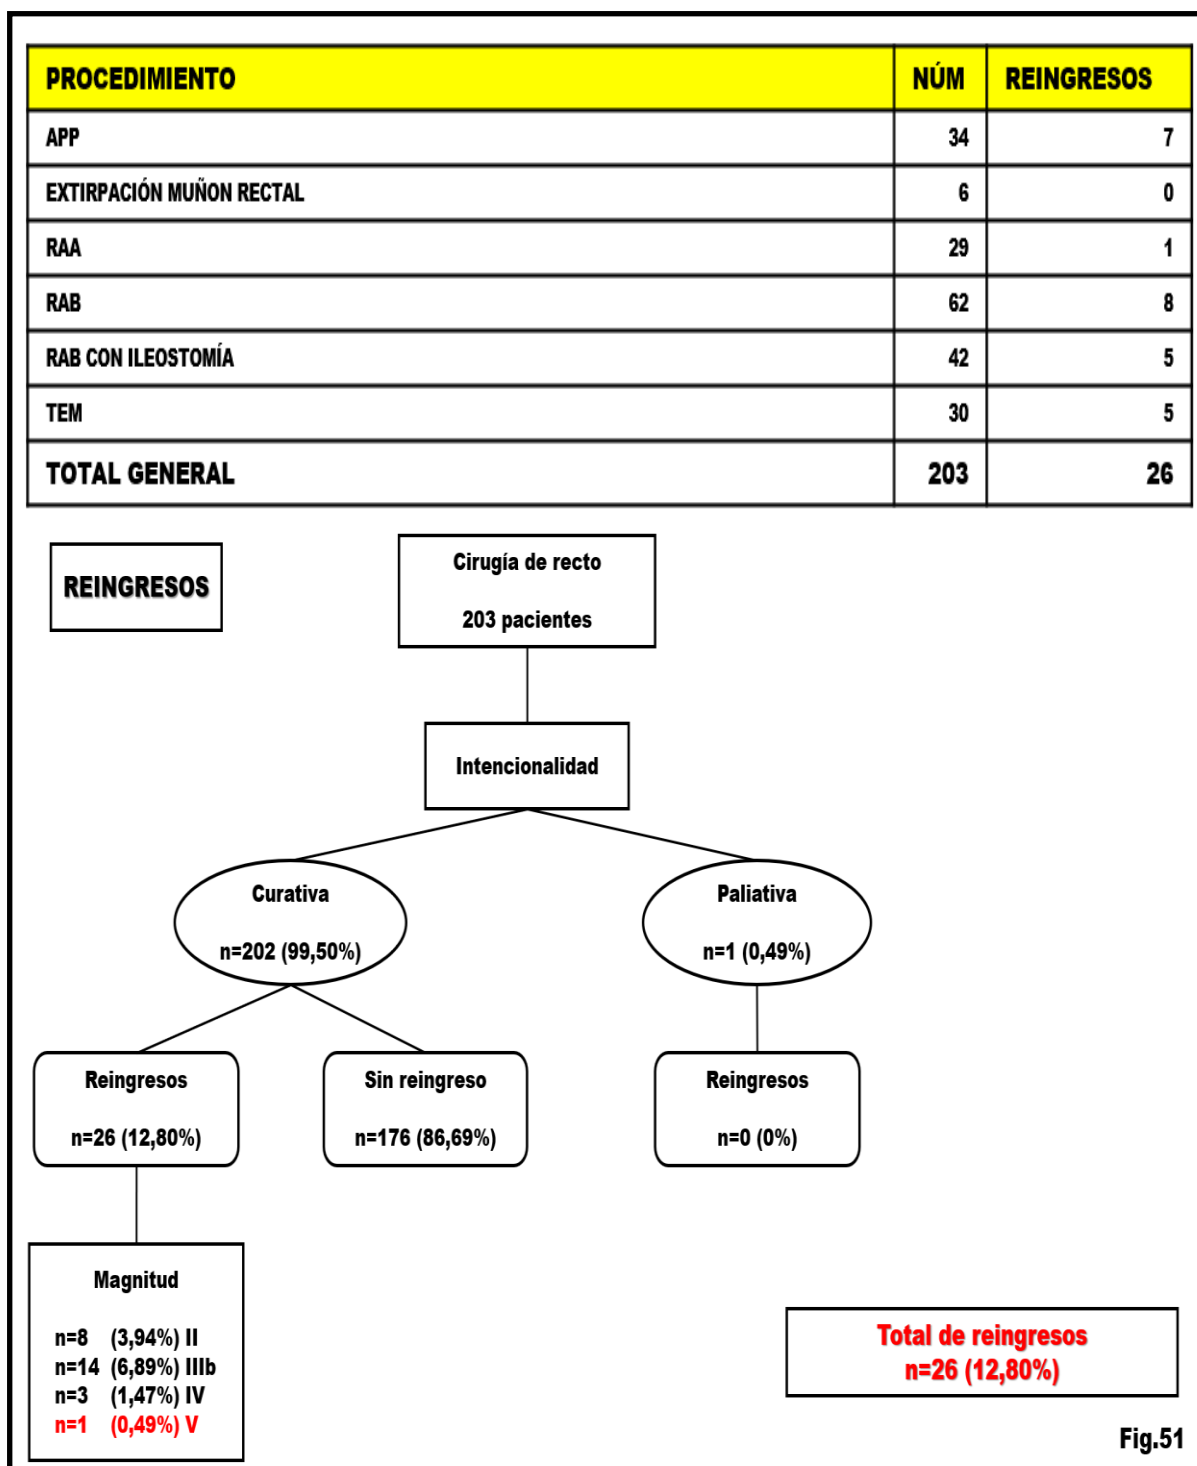 PROCEDIMIENTO NÚM REINGRESOS
APP 34 7
EXTIRPACIÓN MUÑON RECTAL 6 0
RAA 29 1
RAB 62 8
RAB CON ILEOSTOMÍA 42 5
TEM 30 5
TOTAL GENERAL 203 26
REINGRESOS
Cirugía de recto
203 pacientes
Intencionalidad
Curativa
n=202 (99,50%)
Paliativa
n=1 (0,49%)
Reingresos
n=26 (12,80%)
Sin reingreso
n=176 (86,69%)
Reingresos
n=0 (0%)
Magnitud
n=8 (3,94%) II
n=14 (6,89%) IIIb
n=3 (1,47%) IV
n=1 (0,49%) V
Total de reingresos
n=26 (12,80%)
Fig.51